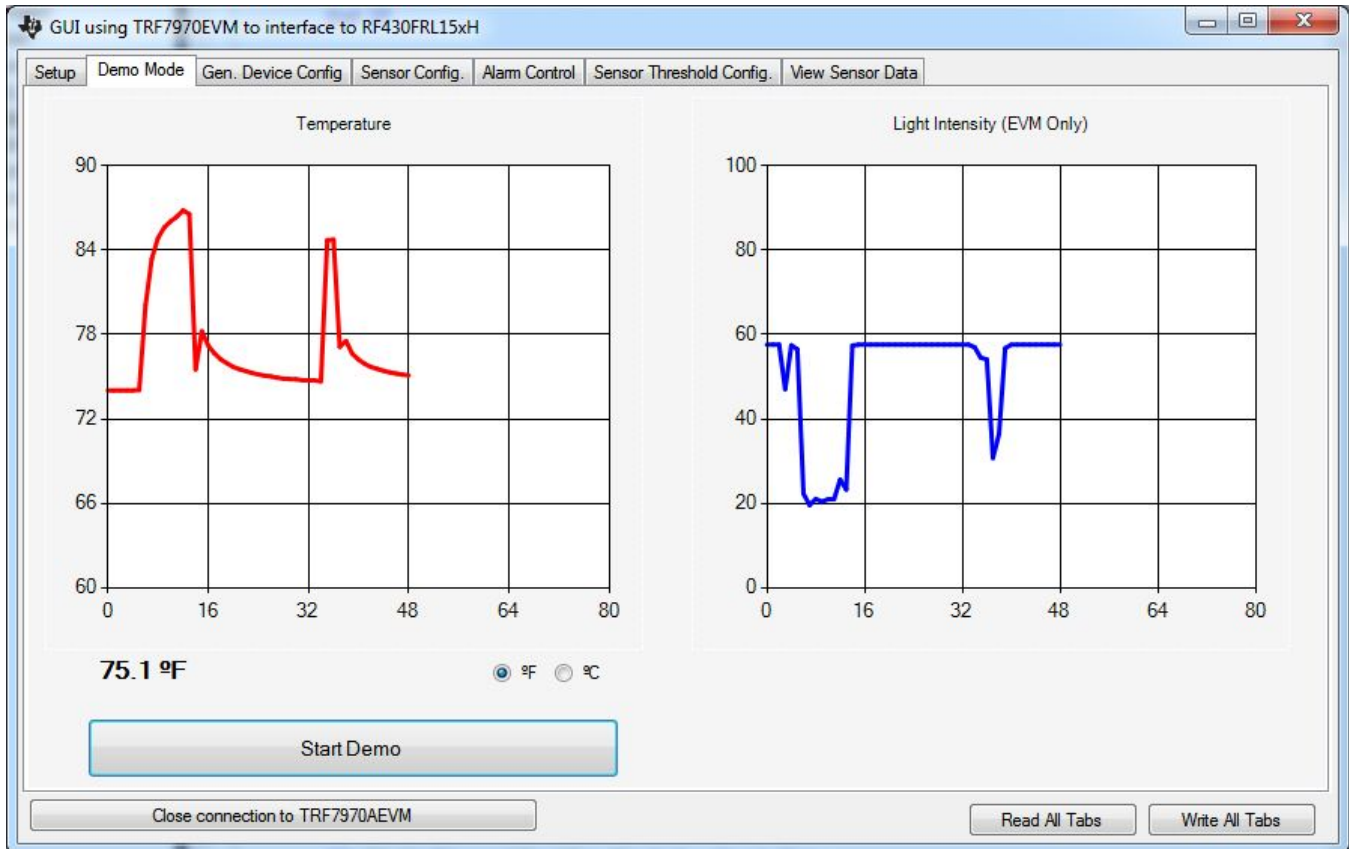 GUI using TRF7970EVM to interface to RF430FRL15xH
Setup Demo Mode Gen. Device Config Sensor Config. Alarm Control Sensor Threshold Config. View Sensor Data
Temperature
90
84
78
72
66
60
0 16 32 48 64 80
Light Intensity (EVM Only)
100
80
60
40
20
0
0 16 32 48 64 80
75.1 ºF
ºF ºC
Start Demo
Close connection to TRF7970AEVM
Read All Tabs Write All Tabs